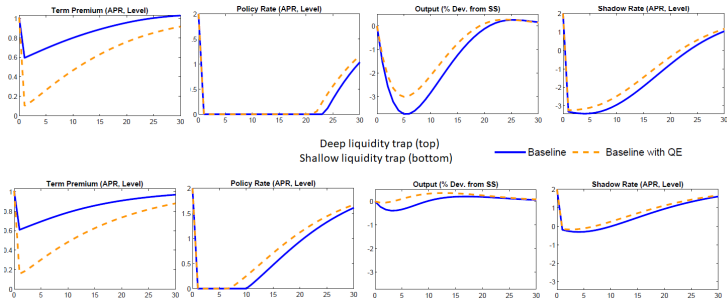 Term Premium (APR, Level)
Policy Rate (APR, Level)
Output (% Dev. from SS)
Shadow Rate (APR, Level)
1
0.8
0.6
0.4
0.2
0
0 5 10 15 20 25 30
2
1.5
1
0.5
0
0 5 10 15 20 25 30
0
-1
-2
-3
0 5 10 15 20 25 30
2
1
0
-1
-2
-3
0 5 10 15 20 25 30
Deep liquidity trap (top)
Shallow liquidity trap (bottom)
Baseline
Baseline with QE
Term Premium (APR, Level)
Policy Rate (APR, Level)
Output (% Dev. from SS)
Shadow Rate (APR, Level)
1
0.8
0.6
0.4
0.2
0
0 5 10 15 20 25 30
2
1.5
1
0.5
0
0 5 10 15 20 25 30
0
-1
-2
-3
0 5 10 15 20 25 30
2
1
0
-1
-2
-3
0 5 10 15 20 25 30